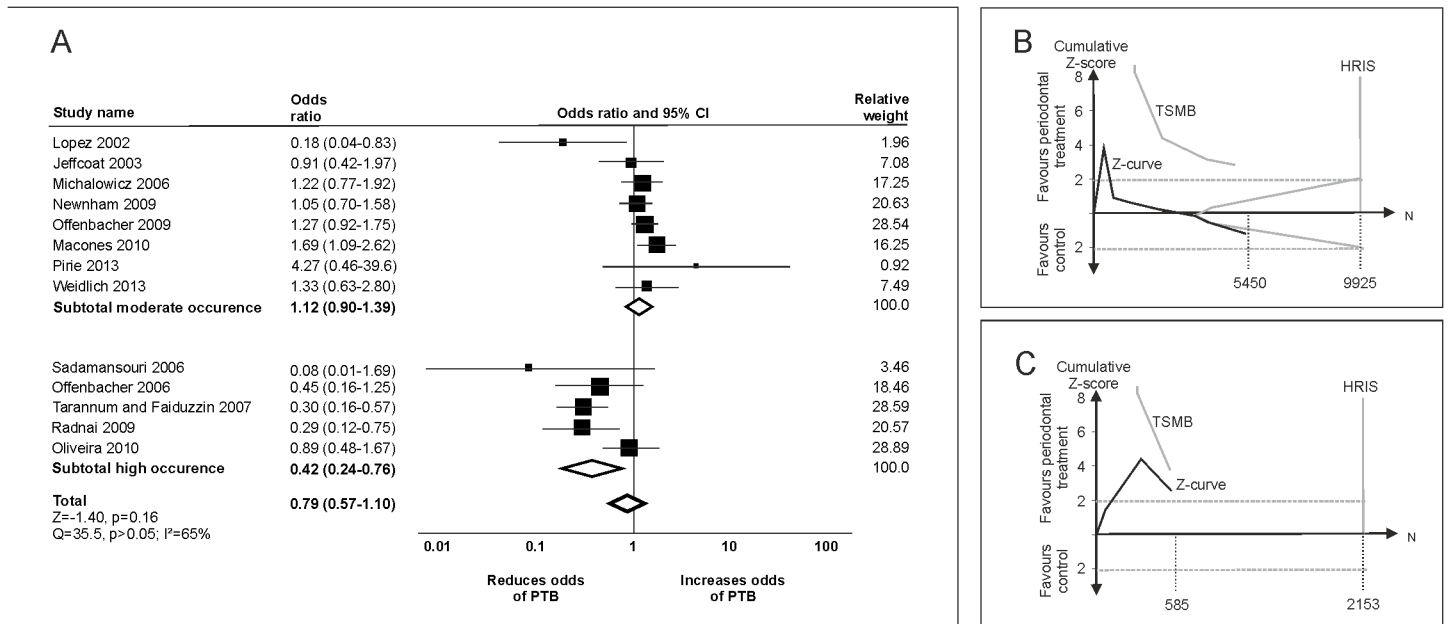 A
Study name Odds ratio Odds ratio and 95% CI Relative weight
Lopez 2002 0.18 (0.04-0.83) 1.96
Jeffcoat 2003 0.91 (0.42-1.97) 7.08
Michalowicz 2006 1.22 (0.77-1.92) 17.25
Newnham 2009 1.05 (0.70-1.58) 20.63
Offenbacher 2009 1.27 (0.92-1.75) 28.54
Macones 2010 1.69 (1.09-2.62) 16.25
Pirie 2013 4.27 (0.46-39.6) 0.92
Weidlich 2013 1.33 (0.63-2.80) 7.49
Subtotal moderate occurence 1.12 (0.90-1.39) 100.0
Sadamansouri 2006 0.08 (0.01-1.69) 3.46
Offenbacher 2006 0.45 (0.16-1.25) 18.46
Tarannum and Faiduzzin 2007 0.30 (0.16-0.57) 28.59
Radnai 2009 0.29 (0.12-0.75) 20.57
Oliveira 2010 0.89 (0.48-1.67) 28.89
Subtotal high occurence 0.42 (0.24-0.76) 100.0
Total 0.79 (0.57-1.10)
Z=-1.40, p=0.16
Q=35.5, p>0.05; I²=65%
0.01 0.1 1 10 100
Reduces odds of PTB
Increases odds of PTB
B
Cumulative
Z-score
8
6
4
2
2
Favours periodontal
treatment
Favours
control
TSMB
Z-curve
HRIS
N
5450 9925
C
Cumulative
Z-score
8
6
4
2
2
Favours periodontal
treatment
Favours
control
TSMB
Z-curve
HRIS
N
585 2153